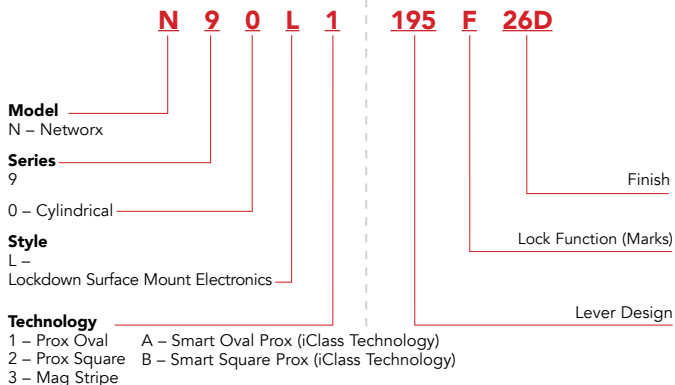 N 9 0 L 1 195 F 26D
Model
N – Networx
Series
9
0 – Cylindrical
Style
L –
Lockdown Surface Mount Electronics
Technology
1 – Prox Oval A – Smart Oval Prox (iClass Technology)
2 – Prox Square B – Smart Square Prox (iClass Technology)
3 – Mag Stripe
Finish
Lock Function (Marks)
Lever Design